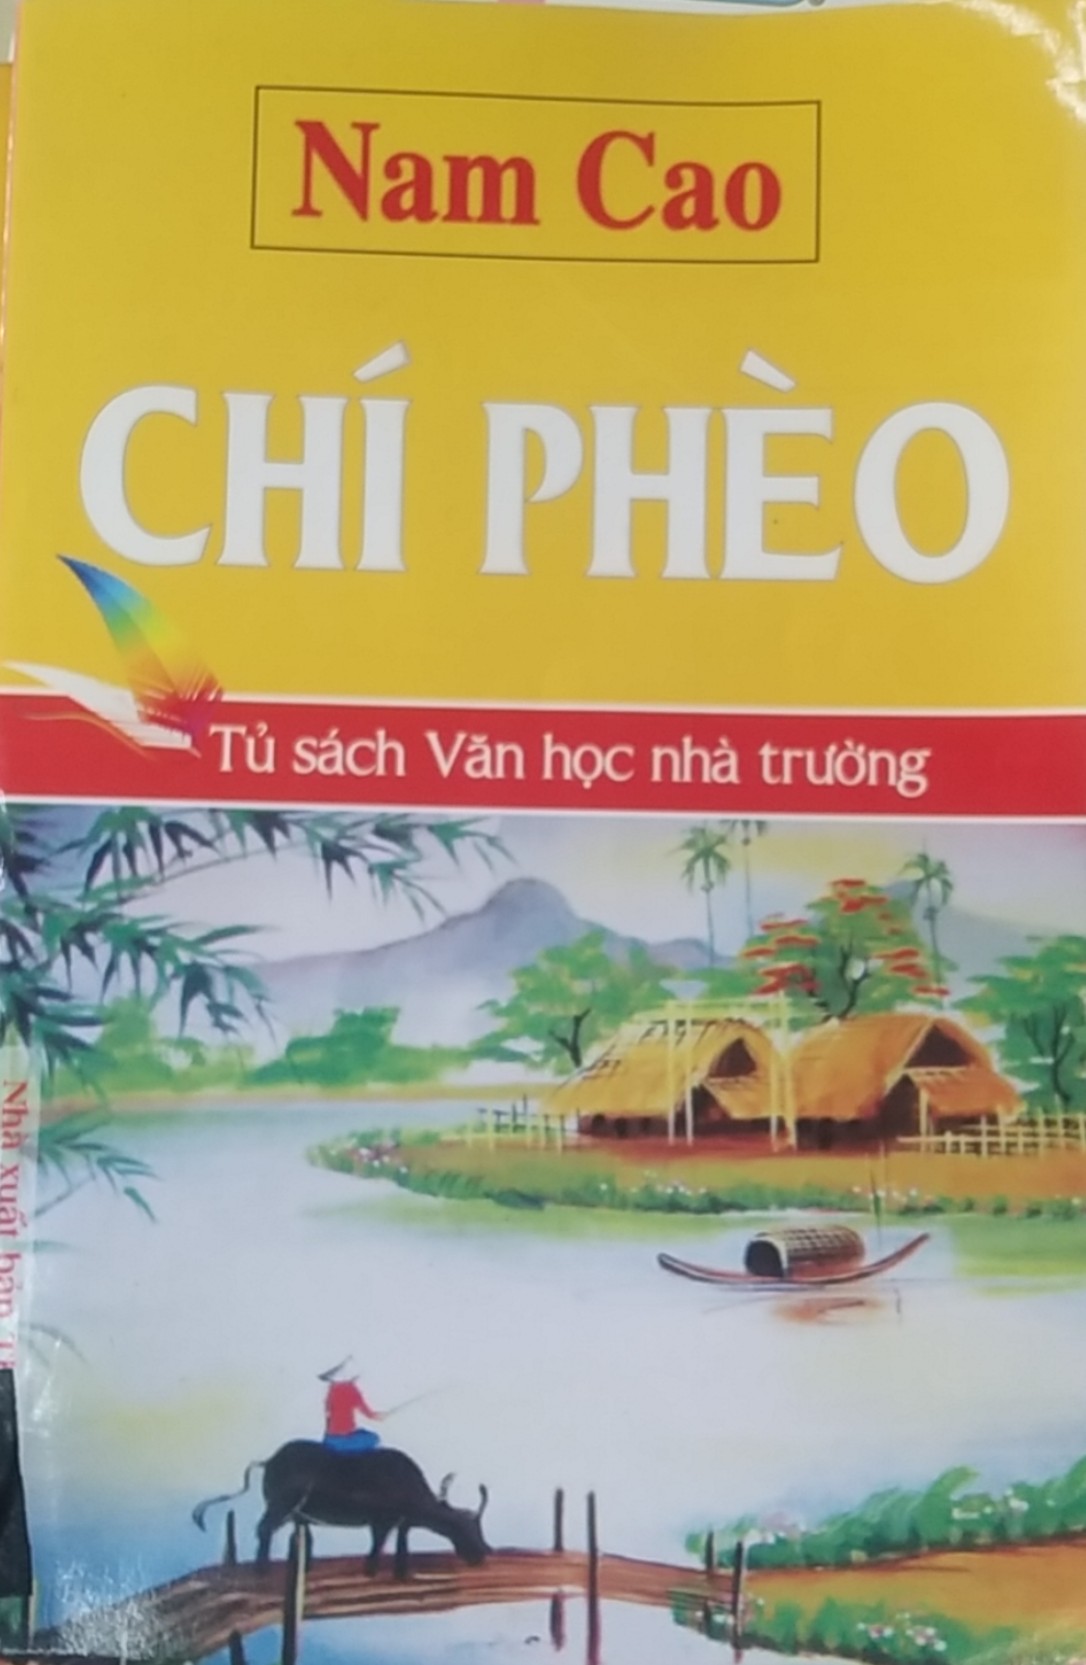 Nam Cao
CHÍ PHÈO
Tủ sách Văn học nhà trường
Nhà xuất bản